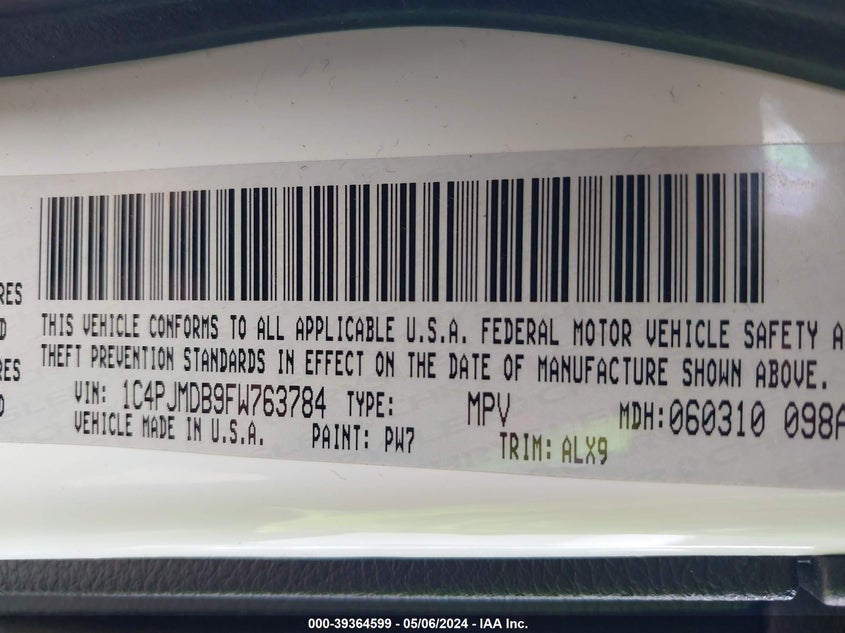 RES
D
RES
D
THIS VEHICLE CONFORMS TO ALL APPLICABLE U.S.A. FEDERAL MOTOR VEHICLE SAFETY A
THEFT PREVENTION STANDARDS IN EFFECT ON THE DATE OF MANUFACTURE SHOWN ABOVE.
VIN: 1C4PJMDB9FW763784 TYPE: MPV MDH:060310 098A
VEHICLE MADE IN U.S.A. PAINT: PW7 TRIM: ALX9
000-39364599 - 05/06/2024 - IAA Inc.